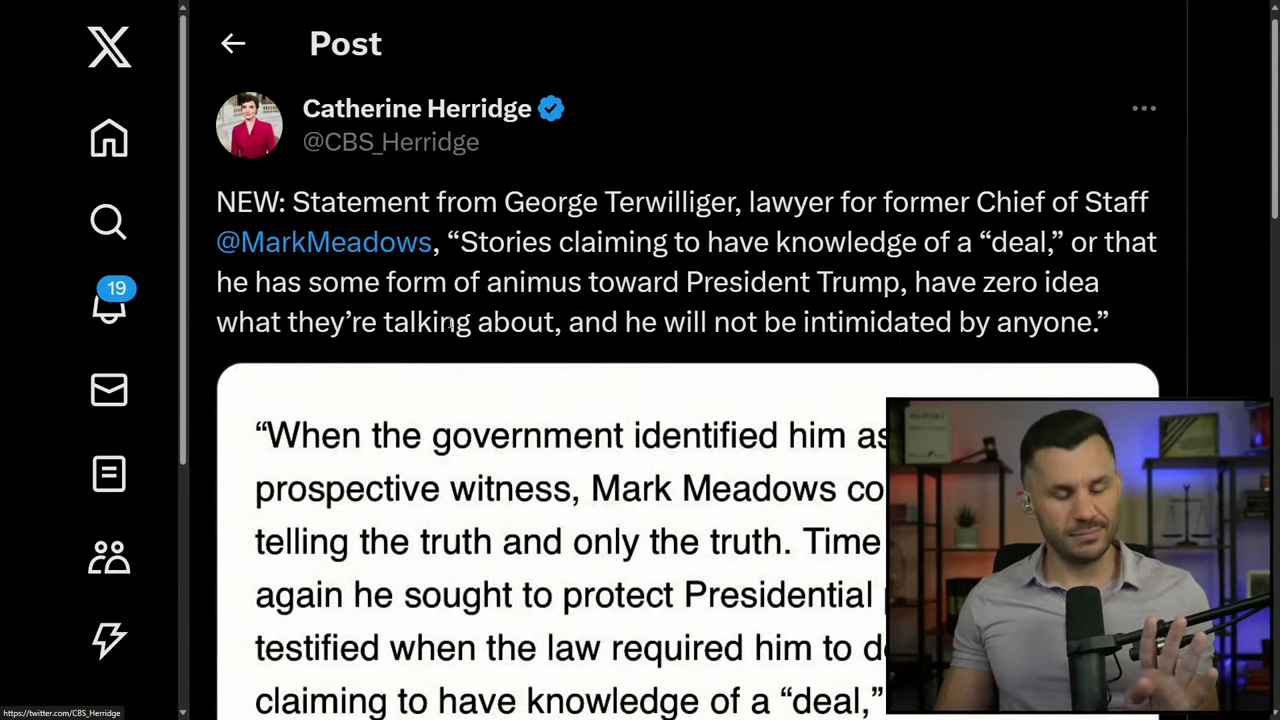 Post
Catherine Herridge
@CBS_Herridge
NEW: Statement from George Terwilliger, lawyer for former Chief of Staff
@MarkMeadows, “Stories claiming to have knowledge of a “deal,” or that
he has some form of animus toward President Trump, have zero idea
what they’re talking about, and he will not be intimidated by anyone.”
19
“When the government identified him as
prospective witness, Mark Meadows co
telling the truth and only the truth. Time
again he sought to protect Presidential
testified when the law required him to d
claiming to have knowledge of a “deal,”
https://twitter.com/CBS_Herridge